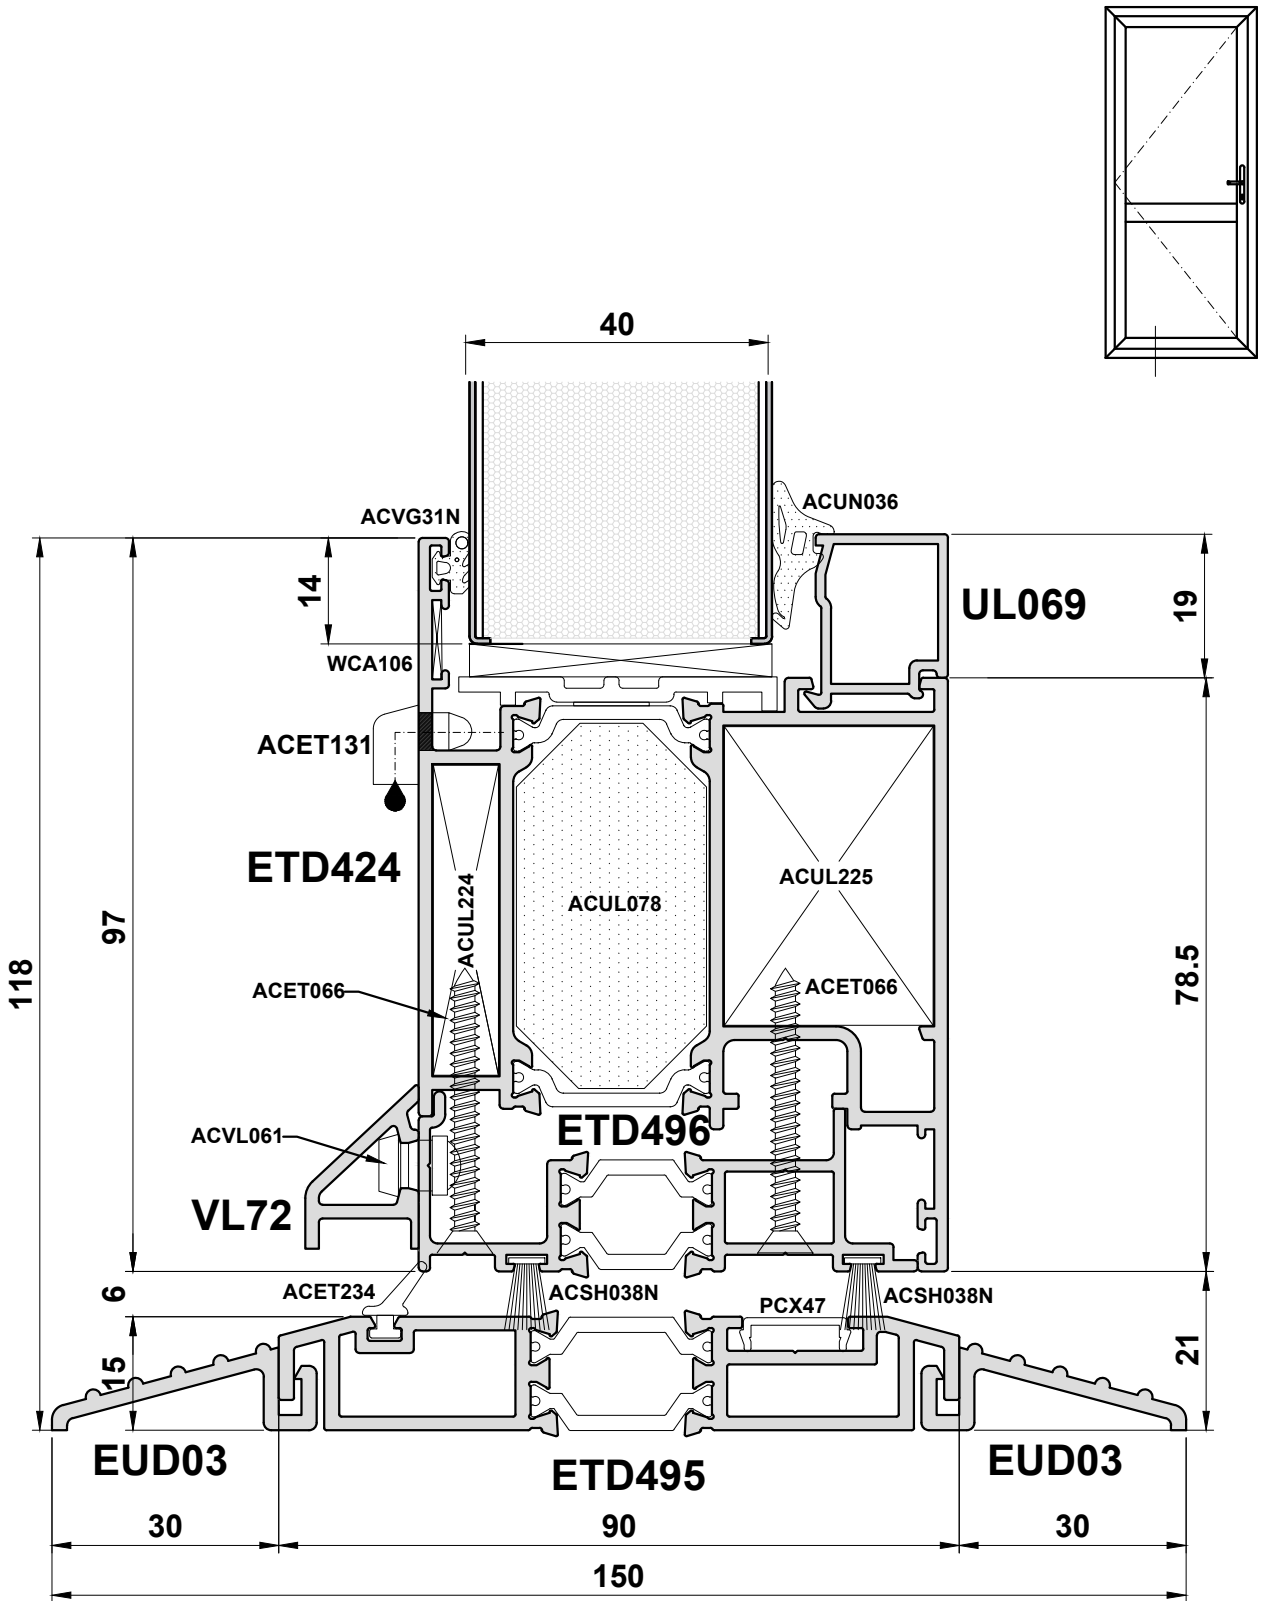 40
ACVG31N
ACUN036
14
UL069
19
WCA106
ACET131
ETD424
ACUL224
ACUL078
ACUL225
97
118
78.5
ACET066
ACET066
ETD496
ACVL061
VL72
ACET234
ACSH038N
PCX47
ACSH038N
6
15
21
EUD03
ETD495
EUD03
30
90
30
150